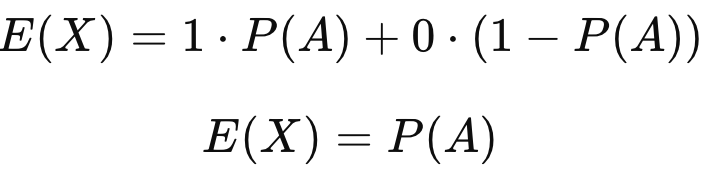 E(X) = 1 · P(A) + 0 · (1 − P(A))
E(X) = P(A)